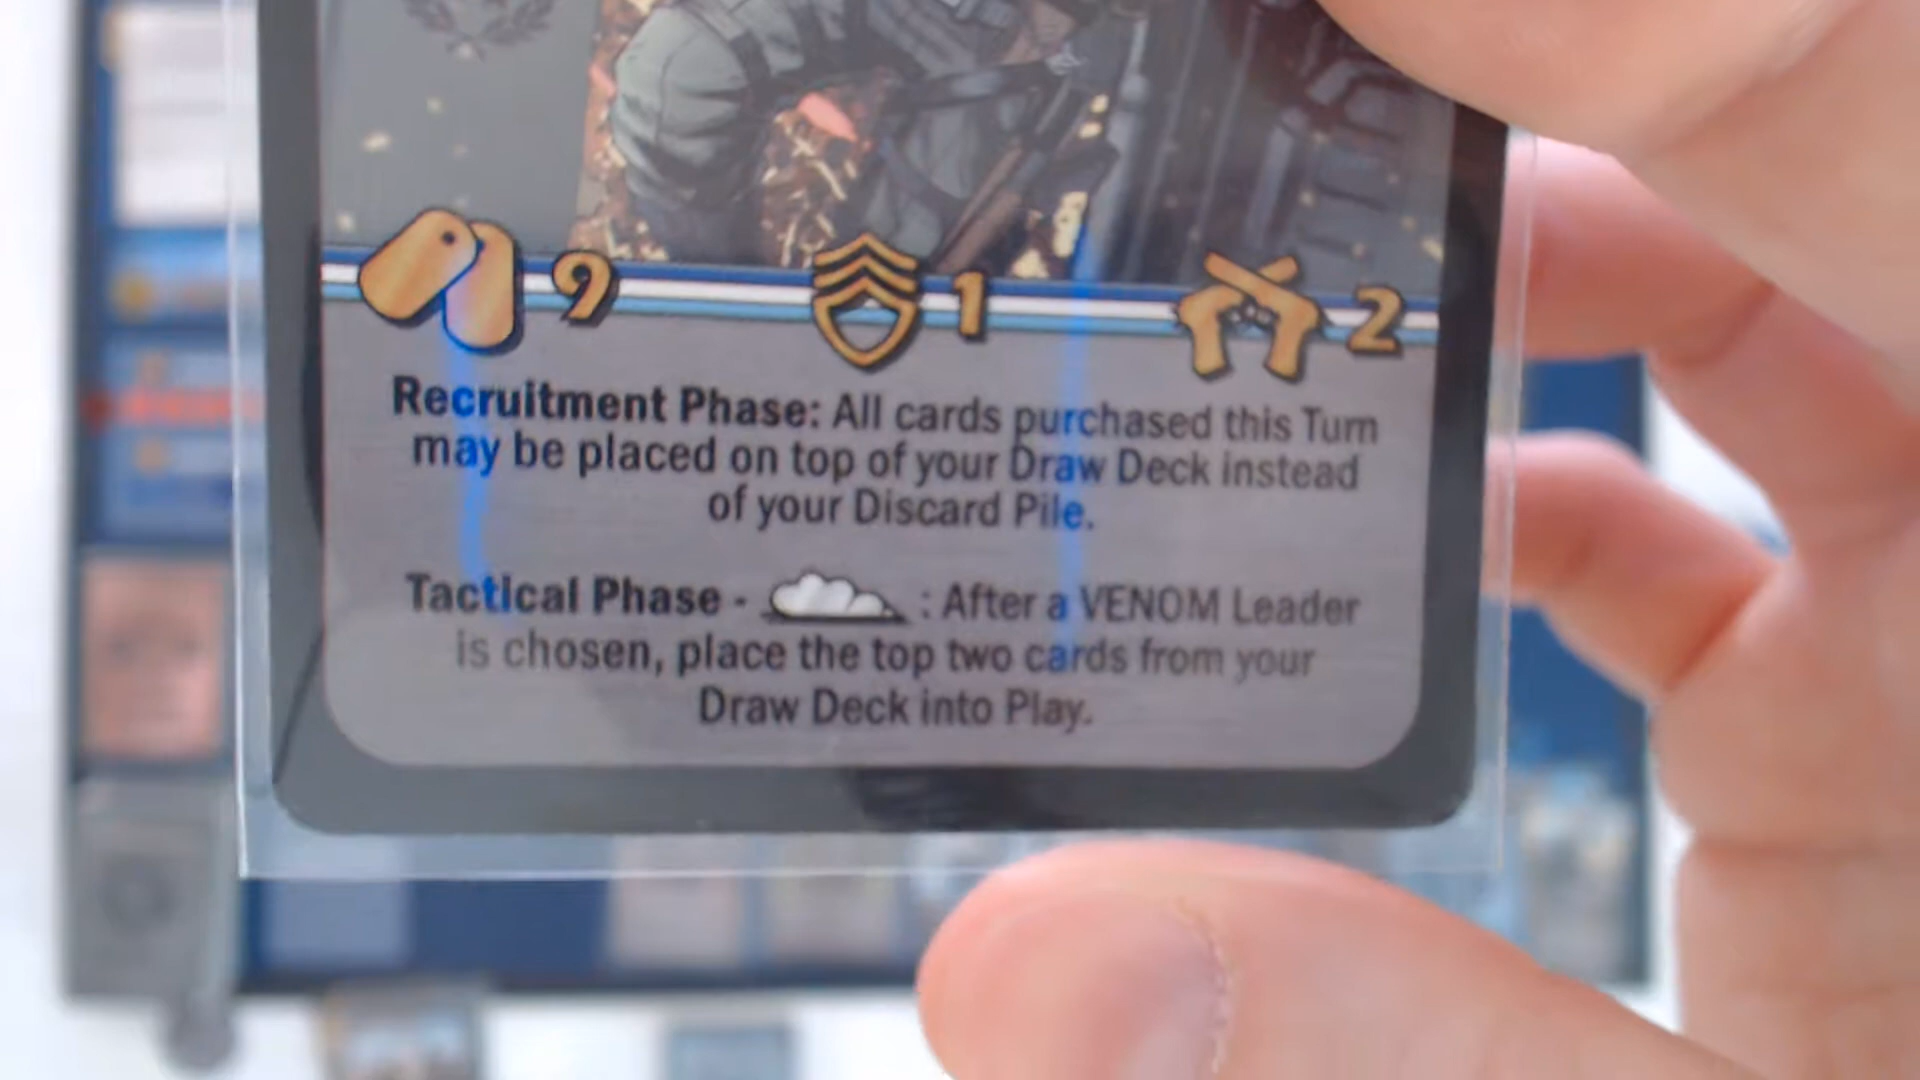 9 1 2
Recruitment Phase: All cards purchased this Turn
may be placed on top of your Draw Deck instead
of your Discard Pile.
Tactical Phase - : After a VENOM Leader
is chosen, place the top two cards from your
Draw Deck into Play.